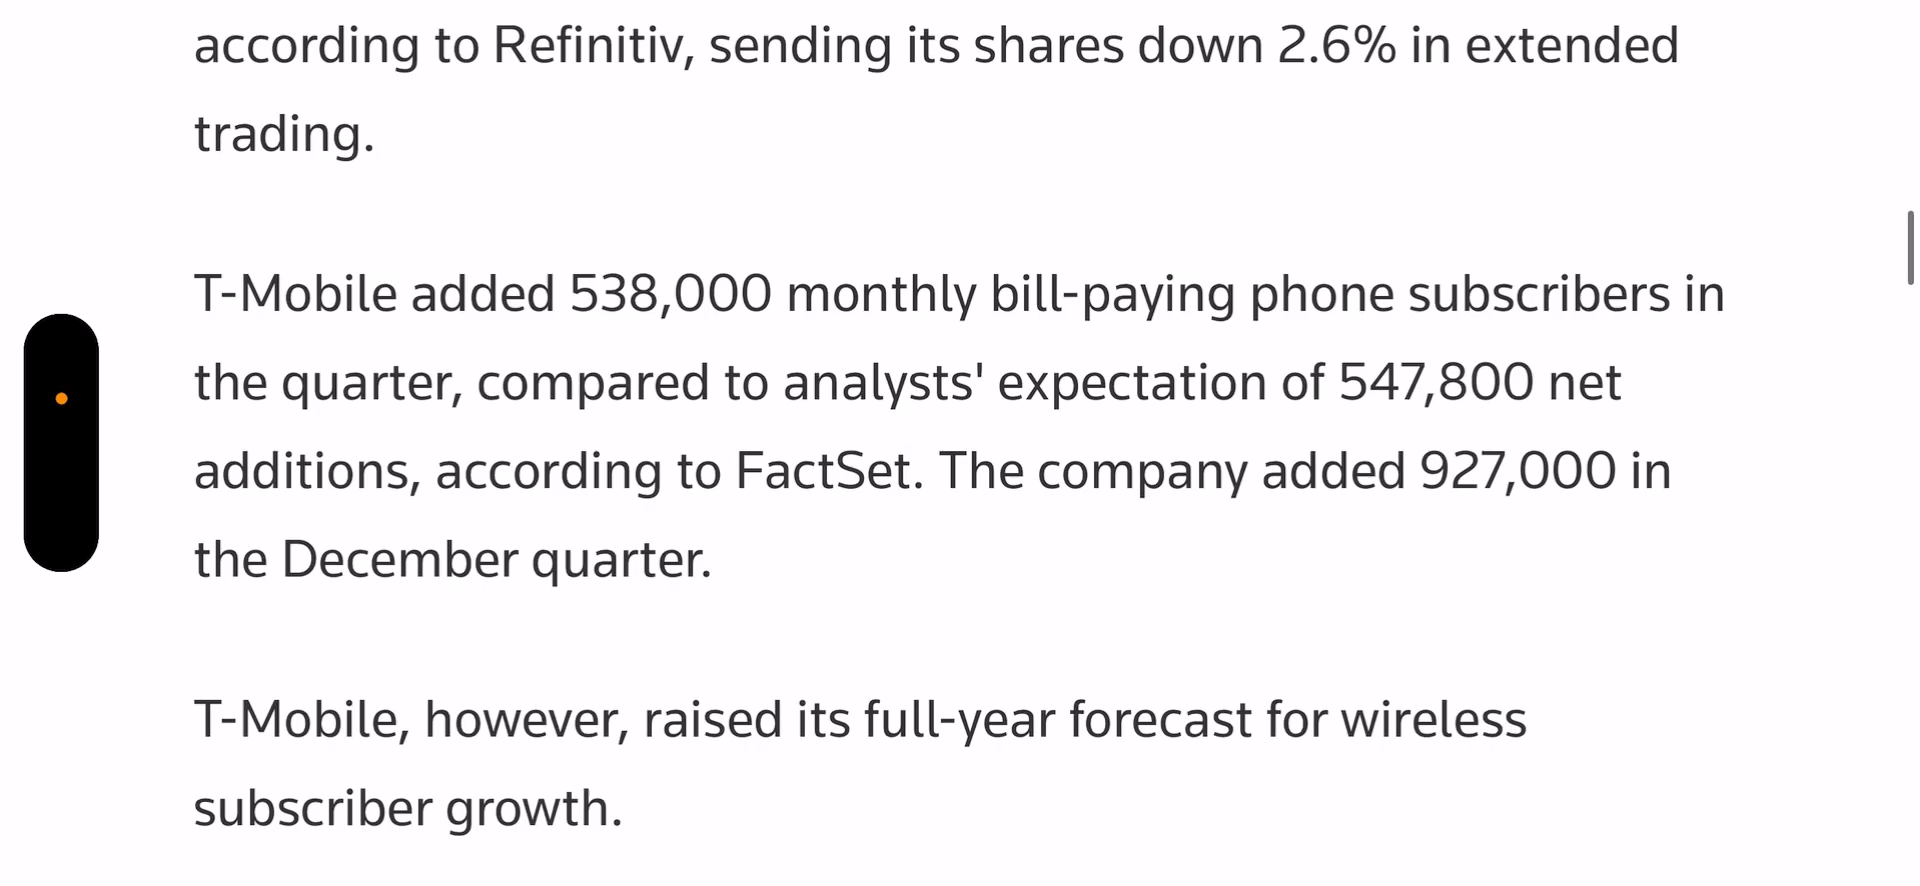 according to Refinitiv, sending its shares down 2.6% in extended
trading.
T-Mobile added 538,000 monthly bill-paying phone subscribers in
the quarter, compared to analysts' expectation of 547,800 net
additions, according to FactSet. The company added 927,000 in
the December quarter.
T-Mobile, however, raised its full-year forecast for wireless
subscriber growth.